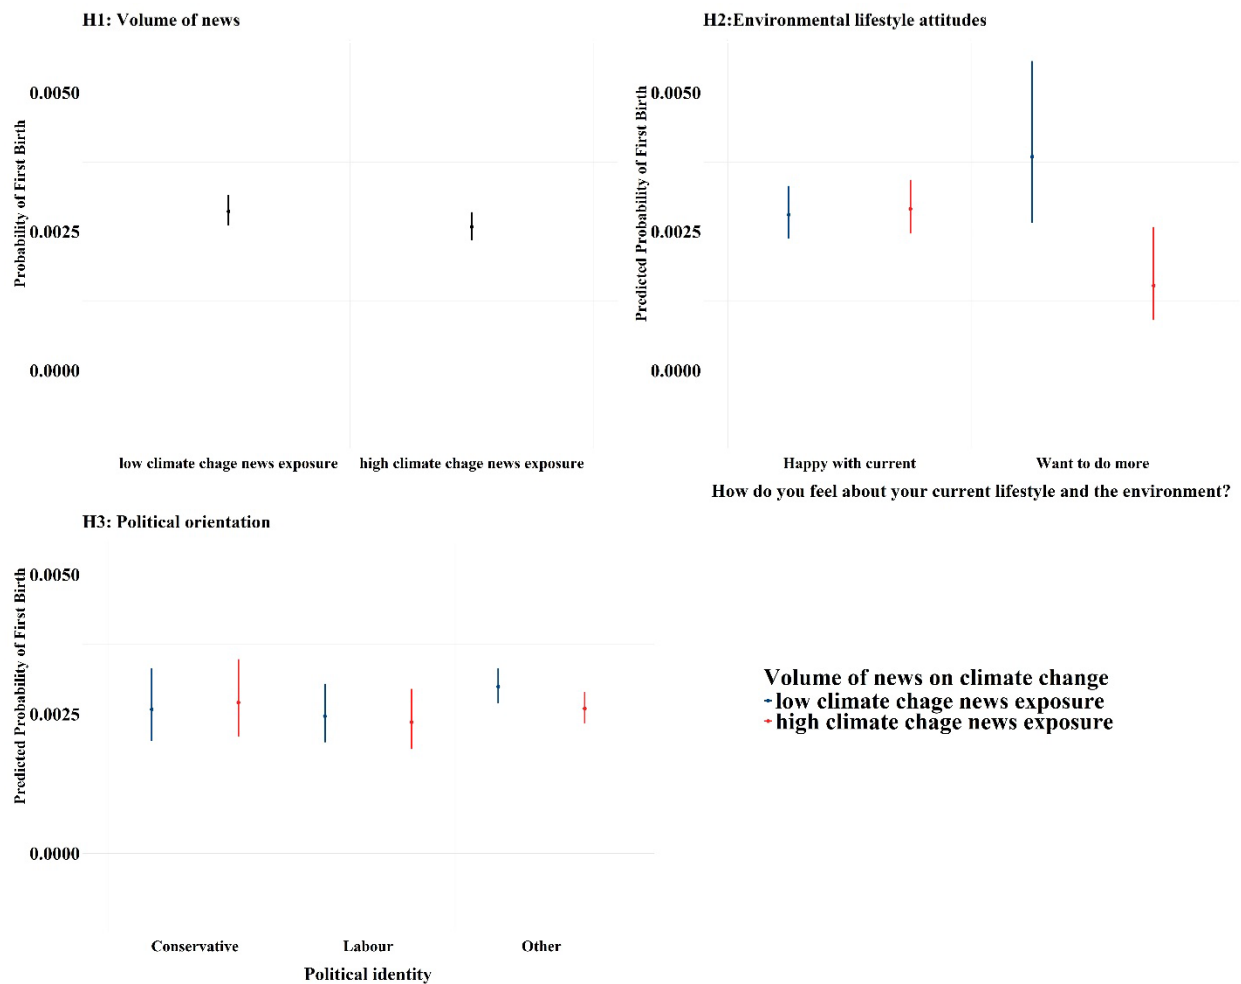 H1: Volume of news
Probability of First Birth
0.0050
0.0025
0.0000
low climate chage news exposure
high climate chage news exposure
H2:Environmental lifestyle attitudes
Predicted Probability of First Birth
0.0050
0.0025
0.0000
Happy with current
Want to do more
How do you feel about your current lifestyle and the environment?
H3: Political orientation
Predicted Probability of First Birth
0.0050
0.0025
0.0000
Conservative
Labour
Other
Political identity
Volume of news on climate change
low climate chage news exposure
high climate chage news exposure